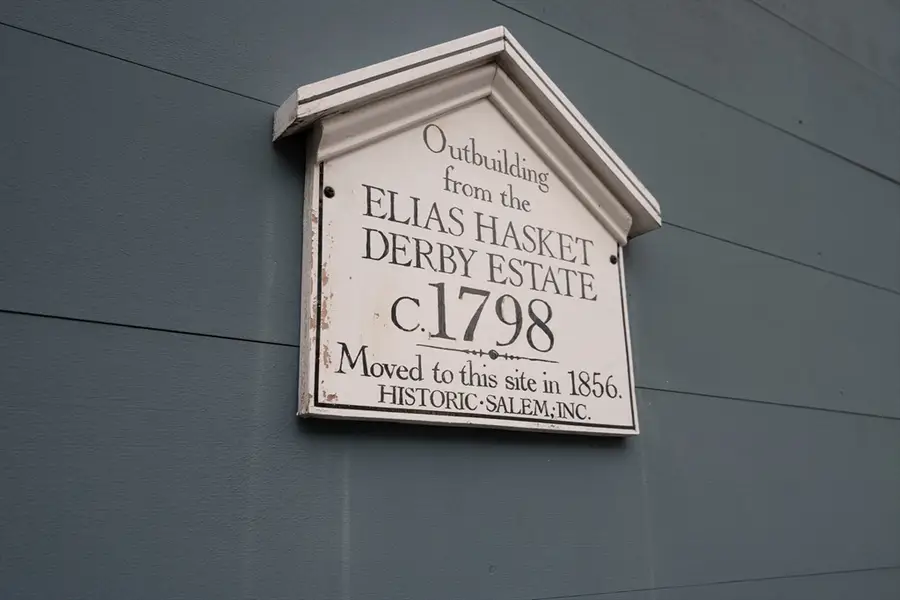 Outbuilding
from the
ELIAS HASKET
DERBY ESTATE
c.1798
Moved to this site in 1856.
HISTORIC·SALEM, INC.